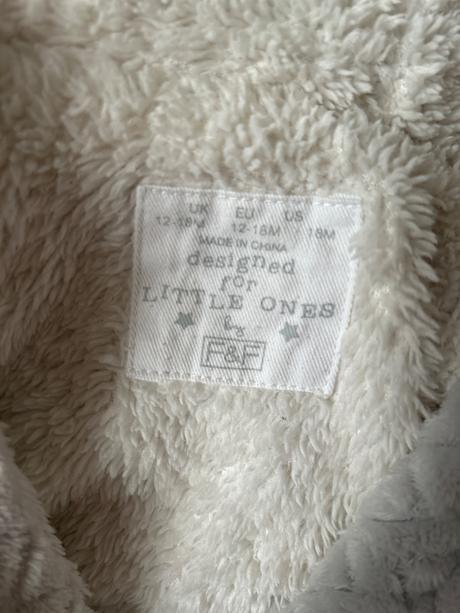 UK EU US
12-18M 12-18M 18M
MADE IN CHINA
designed
for
LITTLE ONES
by
F&F